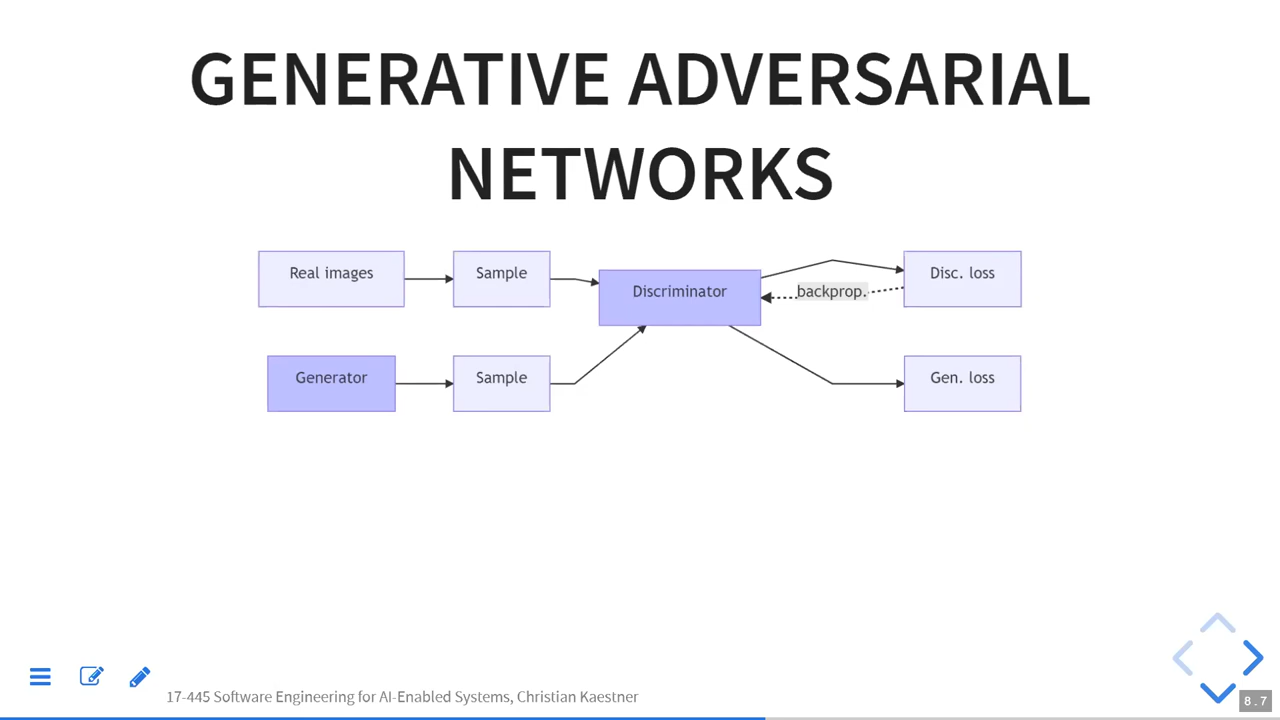 GENERATIVE ADVERSARIAL
NETWORKS
Real images
Sample
Discriminator
backprop.
Disc. loss
Generator
Sample
Gen. loss
17-445 Software Engineering for AI-Enabled Systems, Christian Kaestner
8 . 7